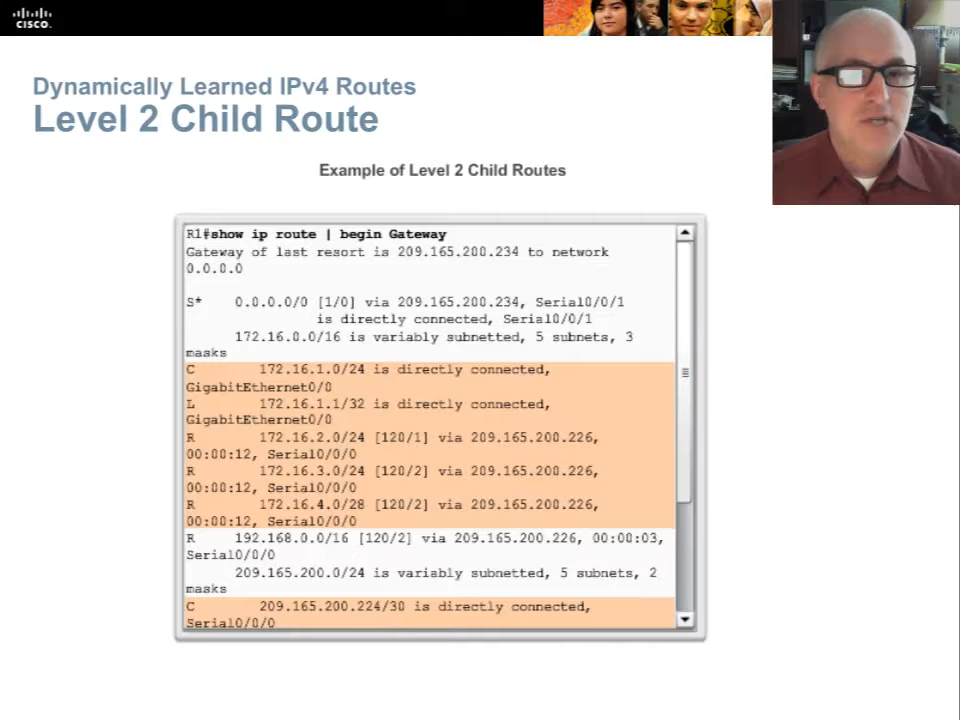 CISCO.
Dynamically Learned IPv4 Routes
Level 2 Child Route
Example of Level 2 Child Routes
R1#show ip route | begin Gateway
Gateway of last resort is 209.165.200.234 to network
0.0.0.0
S* 0.0.0.0/0 [1/0] via 209.165.200.234, Serial0/0/1
is directly connected, Serial0/0/1
172.16.0.0/16 is variably subnetted, 5 subnets, 3
masks
C 172.16.1.0/24 is directly connected,
GigabitEthernet0/0
L 172.16.1.1/32 is directly connected,
GigabitEthernet0/0
R 172.16.2.0/24 [120/1] via 209.165.200.226,
00:00:12, Serial0/0/0
R 172.16.3.0/24 [120/2] via 209.165.200.226,
00:00:12, Serial0/0/0
R 172.16.4.0/28 [120/2] via 209.165.200.226,
00:00:12, Serial0/0/0
R 192.168.0.0/16 [120/2] via 209.165.200.226, 00:00:03,
Serial0/0/0
209.165.200.0/24 is variably subnetted, 5 subnets, 2
masks
C 209.165.200.224/30 is directly connected,
Serial0/0/0